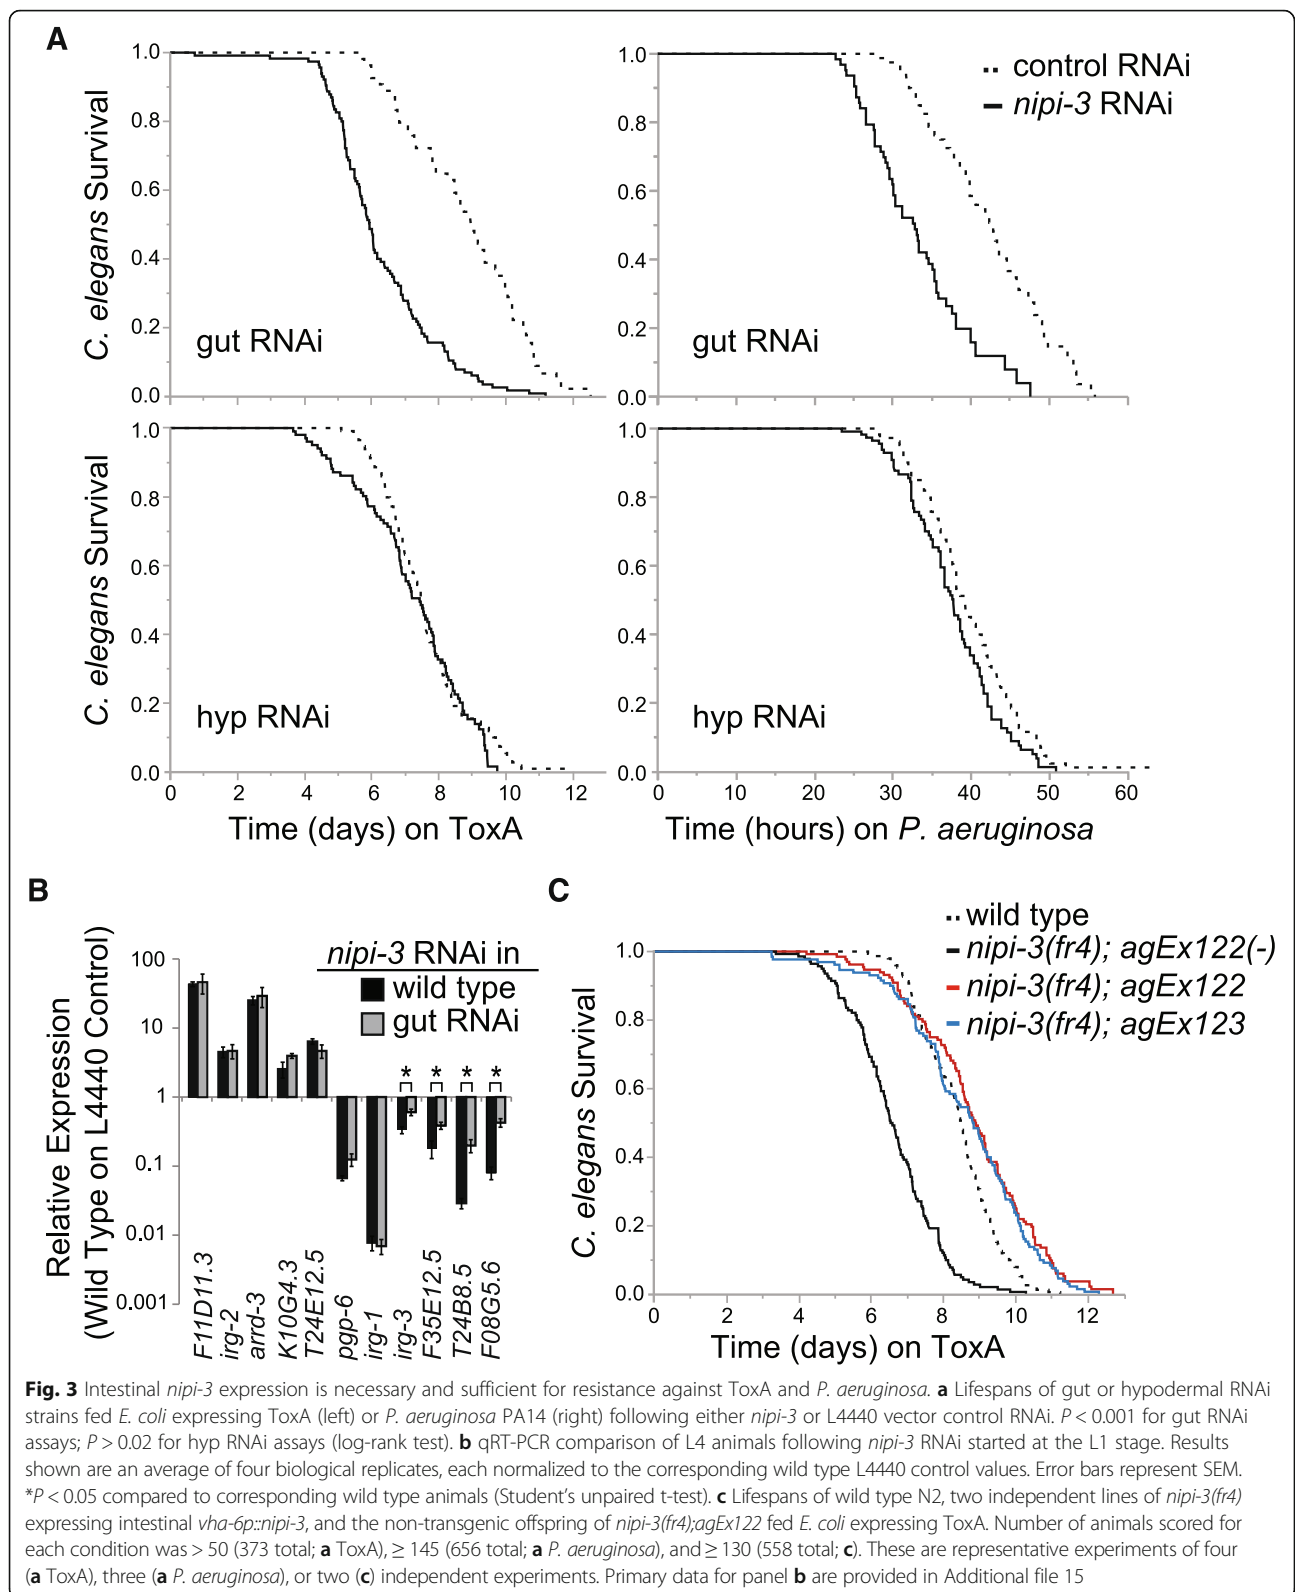 A
1.0
0.8
0.6
0.4
0.2
0.0
C. elegans Survival
gut RNAi
1.0
0.8
0.6
0.4
0.2
0.0
gut RNAi
control RNAi
nipi-3 RNAi
1.0
0.8
0.6
0.4
0.2
0.0
C. elegans Survival
hyp RNAi
0 2 4 6 8 10 12
Time (days) on ToxA
1.0
0.8
0.6
0.4
0.2
0.0
hyp RNAi
0 10 20 30 40 50 60
Time (hours) on P. aeruginosa
B
Relative Expression
(Wild Type on L4440 Control)
100
10
1
0.1
0.01
0.001
nipi-3 RNAi in
wild type
gut RNAi
* * * *
F11D11.3
irg-2
arrd-3
K10G4.3
T24E12.5
pgp-6
irg-1
irg-3
F35E12.5
T24B8.5
F08G5.6
C
wild type
nipi-3(fr4); agEx122(-)
nipi-3(fr4); agEx122
nipi-3(fr4); agEx123
1.0
0.8
0.6
0.4
0.2
0.0
C. elegans Survival
0 2 4 6 8 10 12
Time (days) on ToxA
Fig. 3 Intestinal nipi-3 expression is necessary and sufficient for resistance against ToxA and P. aeruginosa. a Lifespans of gut or hypodermal RNAi
strains fed E. coli expressing ToxA (left) or P. aeruginosa PA14 (right) following either nipi-3 or L4440 vector control RNAi. P < 0.001 for gut RNAi
assays; P > 0.02 for hyp RNAi assays (log-rank test). b qRT-PCR comparison of L4 animals following nipi-3 RNAi started at the L1 stage. Results
shown are an average of four biological replicates, each normalized to the corresponding wild type L4440 control values. Error bars represent SEM.
*P < 0.05 compared to corresponding wild type animals (Student's unpaired t-test). c Lifespans of wild type N2, two independent lines of nipi-3(fr4)
expressing intestinal vha-6p::nipi-3, and the non-transgenic offspring of nipi-3(fr4);agEx122 fed E. coli expressing ToxA. Number of animals scored for
each condition was > 50 (373 total; a ToxA), ≥ 145 (656 total; a P. aeruginosa), and ≥ 130 (558 total; c). These are representative experiments of four
(a ToxA), three (a P. aeruginosa), or two (c) independent experiments. Primary data for panel b are provided in Additional file 15